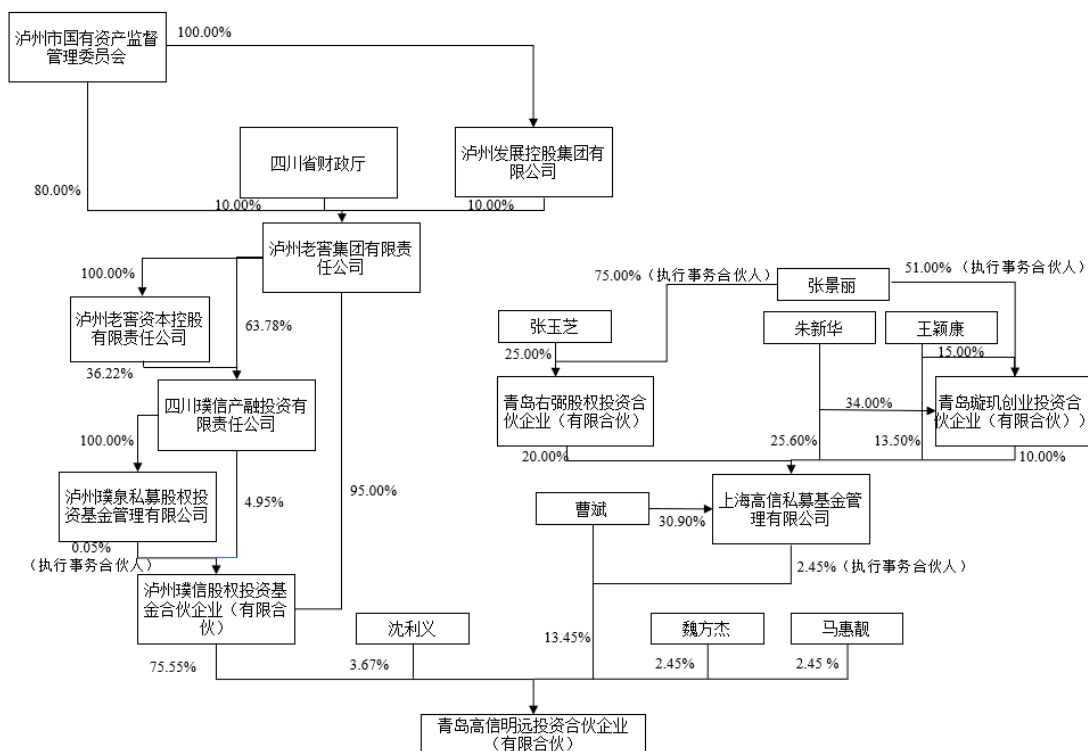 泸州市国有资产监督
管理委员会
100.00%
四川省财政厅
泸州发展控股集团有
限公司
80.00%
10.00%
10.00%
泸州老窖集团有限责
任公司
100.00%
63.78%
泸州老窖资本控股
有限责任公司
36.22%
四川璞信产融投资有
限责任公司
100.00%
4.95%
95.00%
泸州璞泉私募股权投
资基金管理有限公司
0.05%
（执行事务合伙人）
泸州璞信股权投资基
金合伙企业（有限合
伙）
75.55%
75.00%（执行事务合伙人）
51.00%（执行事务合伙人）
张景丽
张玉芝
朱新华
王颖康
25.00%
15.00%
青岛右弼股权投资合
伙企业（有限合伙）
34.00%
青岛璇玑创业投资合
伙企业（有限合伙））
20.00%
25.60%
13.50%
10.00%
曹斌
30.90%
上海高信私募基金管
理有限公司
2.45%（执行事务合伙人）
沈利义
13.45%
魏方杰
马惠靓
3.67%
2.45%
2.45 %
青岛高信明远投资合伙企业
（有限合伙）